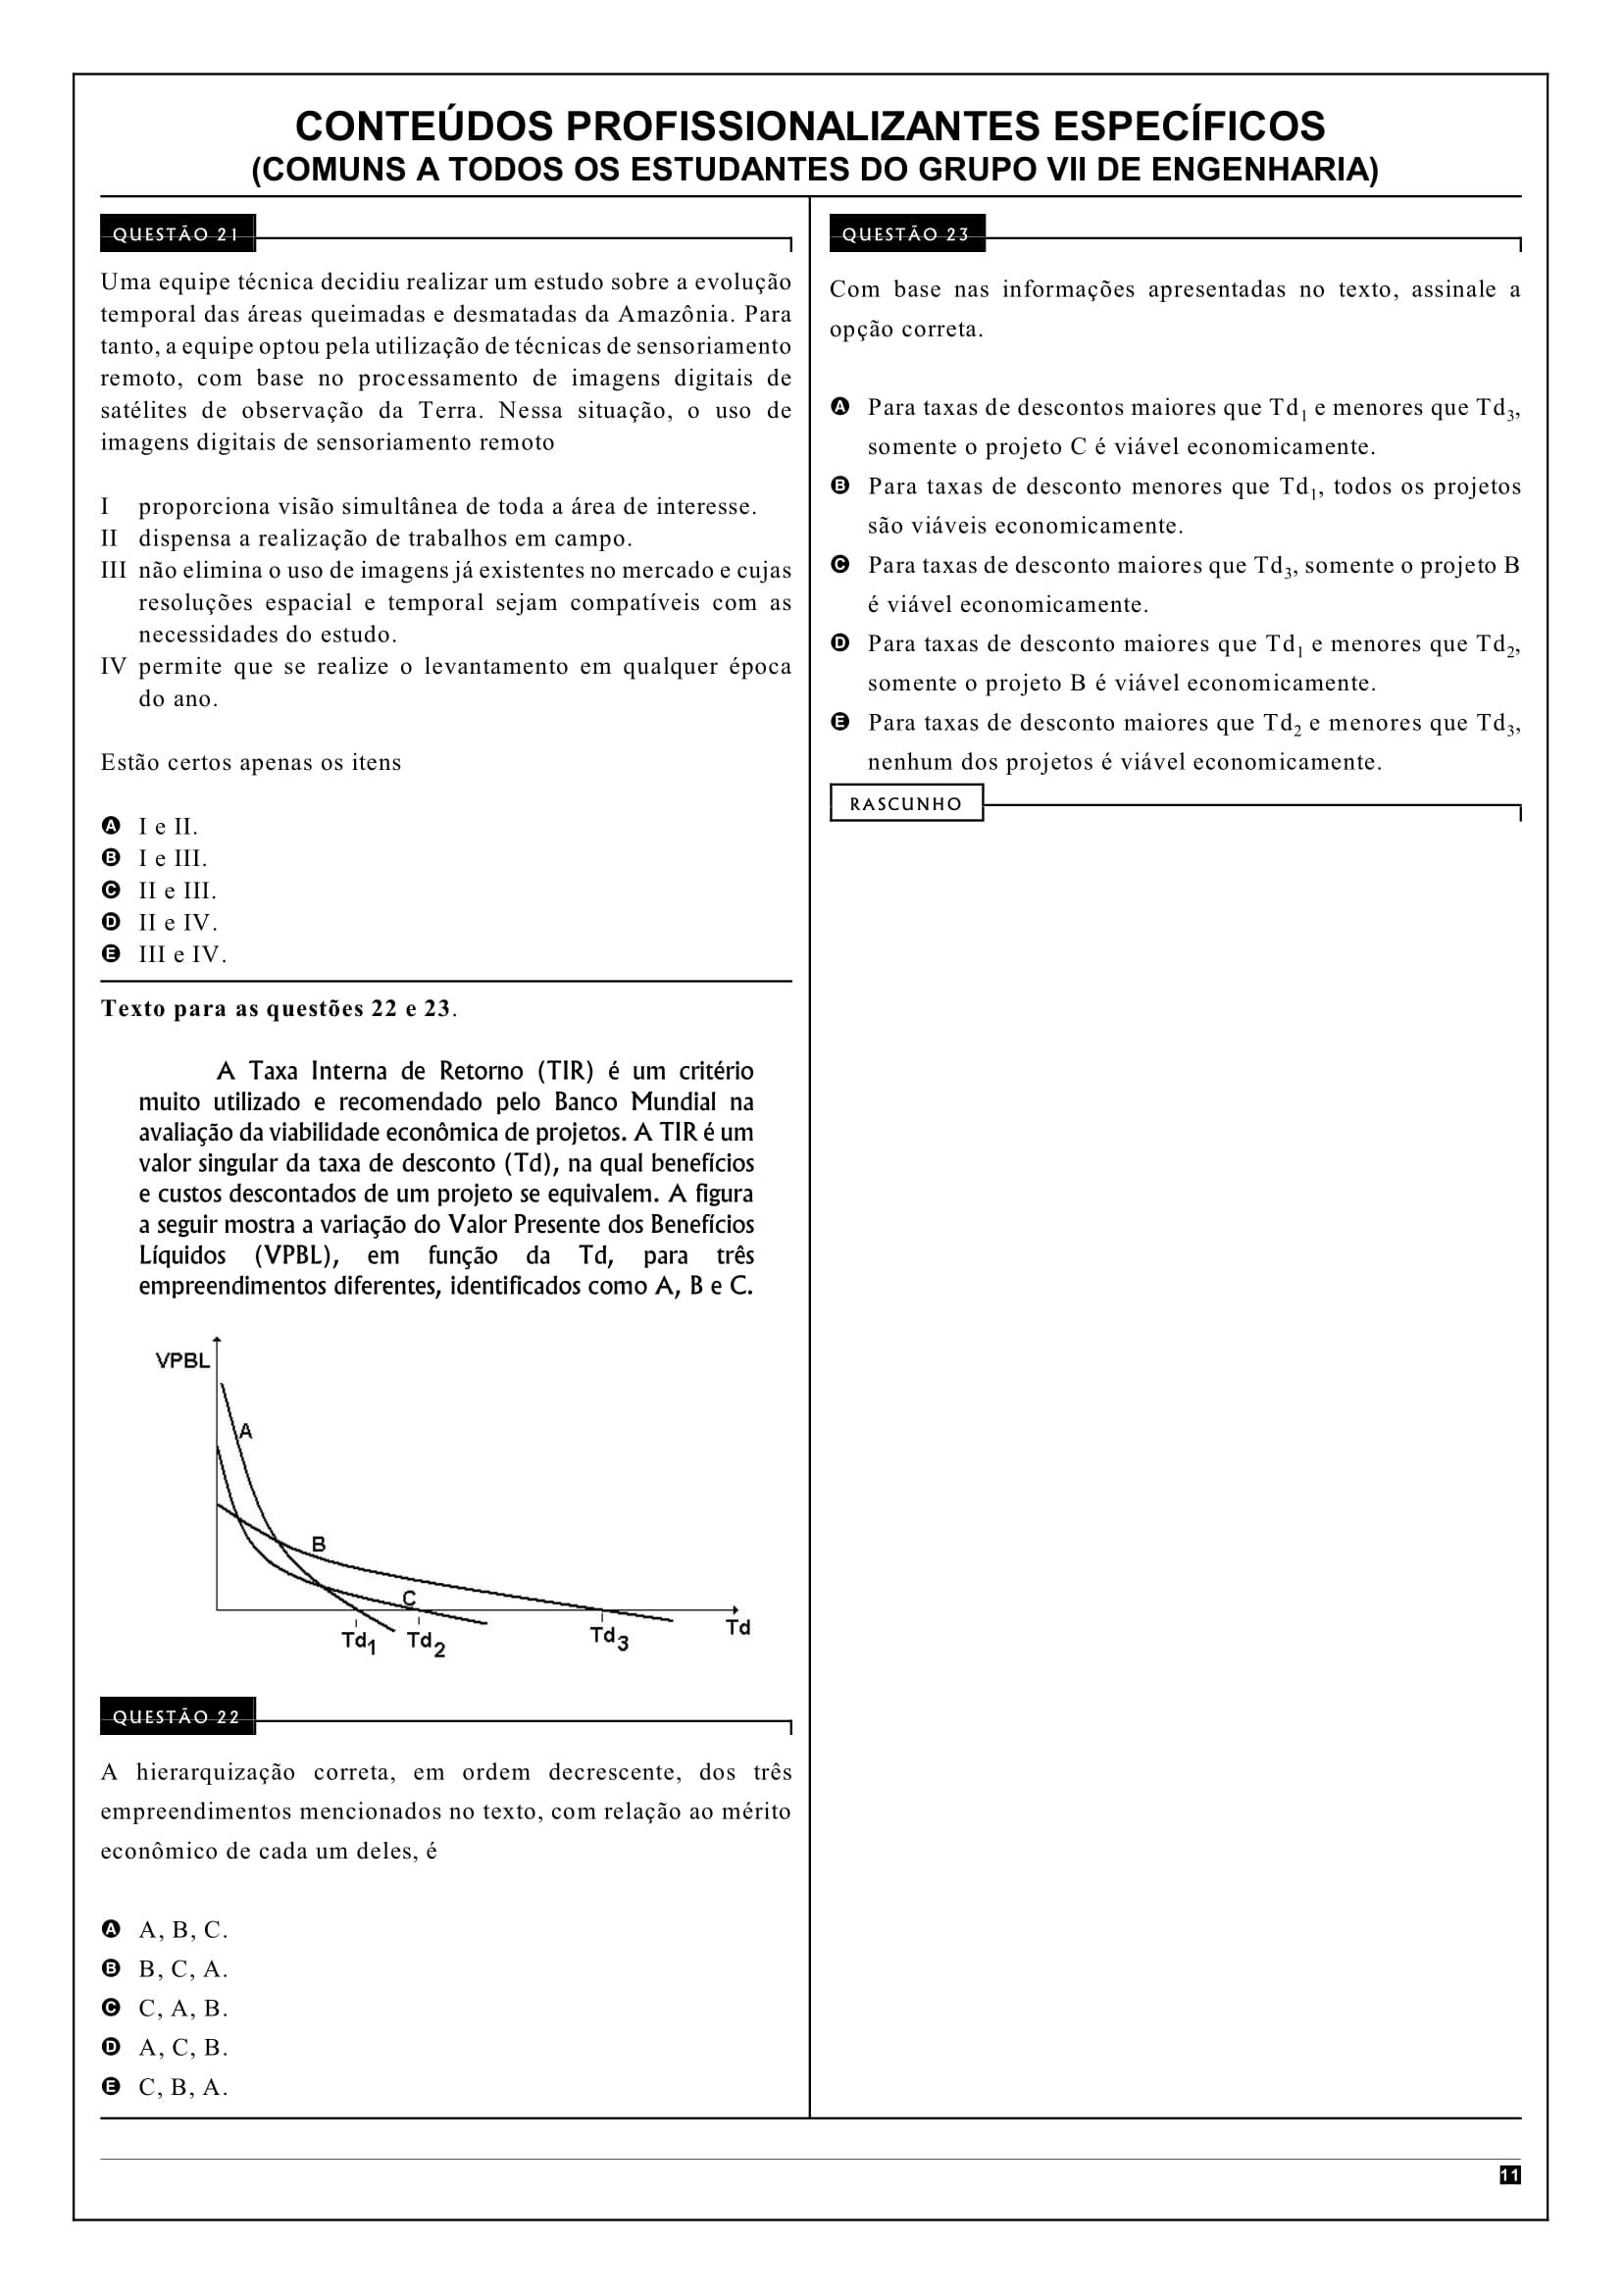 CONTEÚDOS PROFISSIONALIZANTES ESPECÍFICOS
(COMUNS A TODOS OS ESTUDANTES DO GRUPO VII DE ENGENHARIA)
QUESTÃO 21
Uma equipe técnica decidiu realizar um estudo sobre a evolução
temporal das áreas queimadas e desmatadas da Amazônia. Para
tanto, a equipe optou pela utilização de técnicas de sensoriamento
remoto, com base no processamento de imagens digitais de
satélites de observação da Terra. Nessa situação, o uso de
imagens digitais de sensoriamento remoto
I proporciona visão simultânea de toda a área de interesse.
II dispensa a realização de trabalhos em campo.
III não elimina o uso de imagens já existentes no mercado e cujas
resoluções espacial e temporal sejam compatíveis com as
necessidades do estudo.
IV permite que se realize o levantamento em qualquer época
do ano.
Estão certos apenas os itens
A I e II.
B I e III.
C II e III.
D II e IV.
E III e IV.
Texto para as questões 22 e 23.
A Taxa Interna de Retorno (TIR) é um critério
muito utilizado e recomendado pelo Banco Mundial na
avaliação da viabilidade econômica de projetos. A TIR é um
valor singular da taxa de desconto (Td), na qual benefícios
e custos descontados de um projeto se equivalem. A figura
a seguir mostra a variação do Valor Presente dos Benefícios
Líquidos (VPBL), em função da Td, para três
empreendimentos diferentes, identificados como A, B e C.
VPBL
A
B
C
Td1 Td2 Td3 Td
QUESTÃO 22
A hierarquização correta, em ordem decrescente, dos três
empreendimentos mencionados no texto, com relação ao mérito
econômico de cada um deles, é
A A, B, C.
B B, C, A.
C C, A, B.
D A, C, B.
E C, B, A.
QUESTÃO 23
Com base nas informações apresentadas no texto, assinale a
opção correta.
A Para taxas de descontos maiores que Td1 e menores que Td3,
somente o projeto C é viável economicamente.
B Para taxas de desconto menores que Td1, todos os projetos
são viáveis economicamente.
C Para taxas de desconto maiores que Td3, somente o projeto B
é viável economicamente.
D Para taxas de desconto maiores que Td1 e menores que Td2,
somente o projeto B é viável economicamente.
E Para taxas de desconto maiores que Td2 e menores que Td3,
nenhum dos projetos é viável economicamente.
RASCUNHO
11